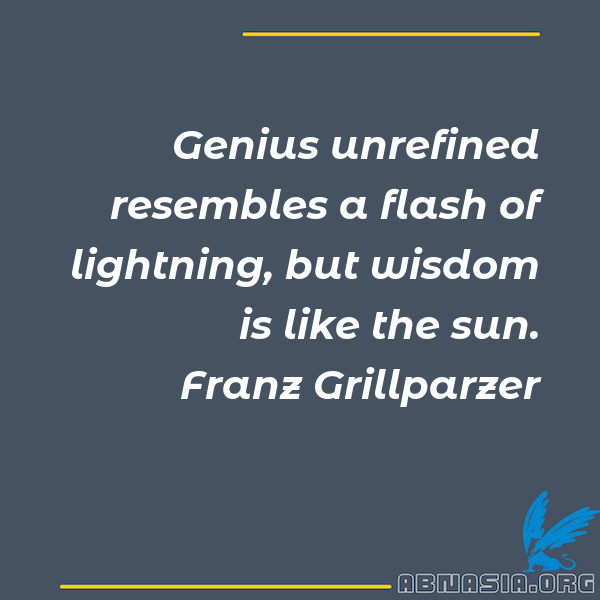 Genius unrefined
resembles a flash of
lightning, but wisdom
is like the sun.
Franz Grillparzer
ABNASIA.ORG